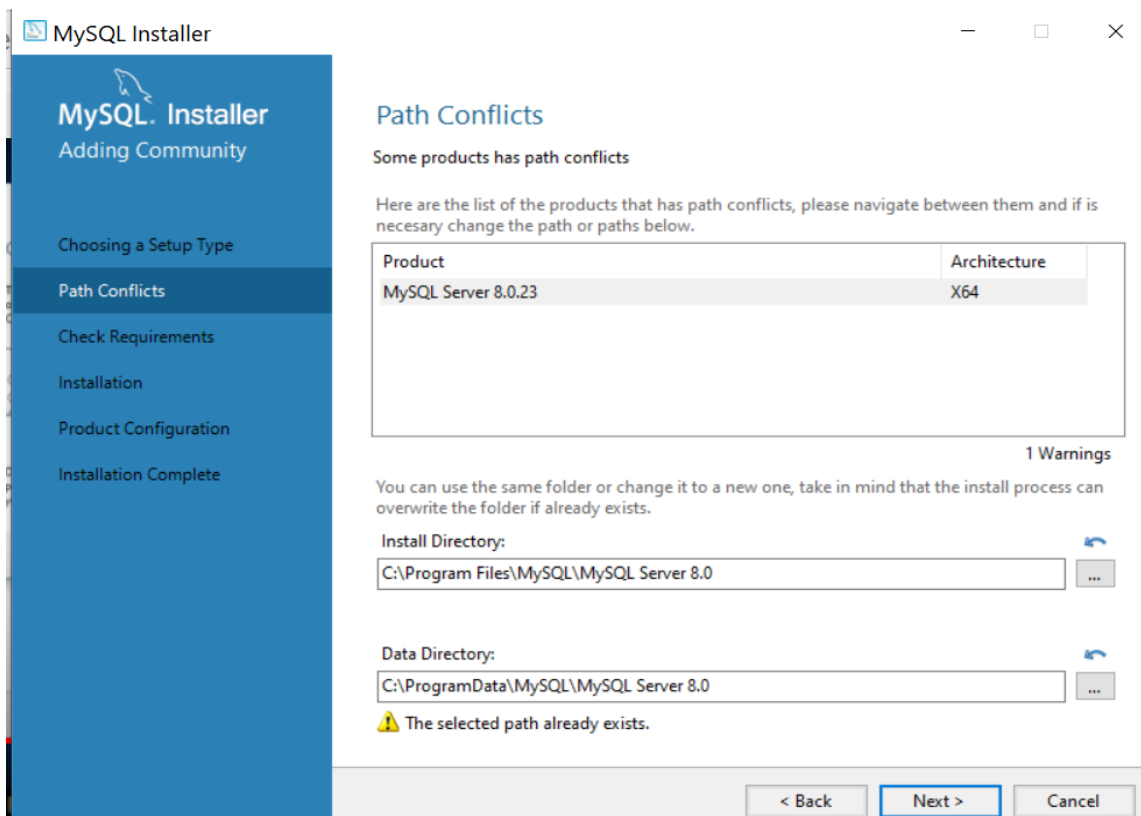 MySQL Installer
MySQL. Installer
Adding Community
Choosing a Setup Type
Path Conflicts
Check Requirements
Installation
Product Configuration
Installation Complete
Path Conflicts
Some products has path conflicts
Here are the list of the products that has path conflicts, please navigate between them and if is
necesary change the path or paths below.
Product Architecture
MySQL Server 8.0.23 X64
1 Warnings
You can use the same folder or change it to a new one, take in mind that the install process can
overwrite the folder if already exists.
Install Directory:
C:\Program Files\MySQL\MySQL Server 8.0
...
Data Directory:
C:\ProgramData\MySQL\MySQL Server 8.0
...
The selected path already exists.
< Back Next > Cancel